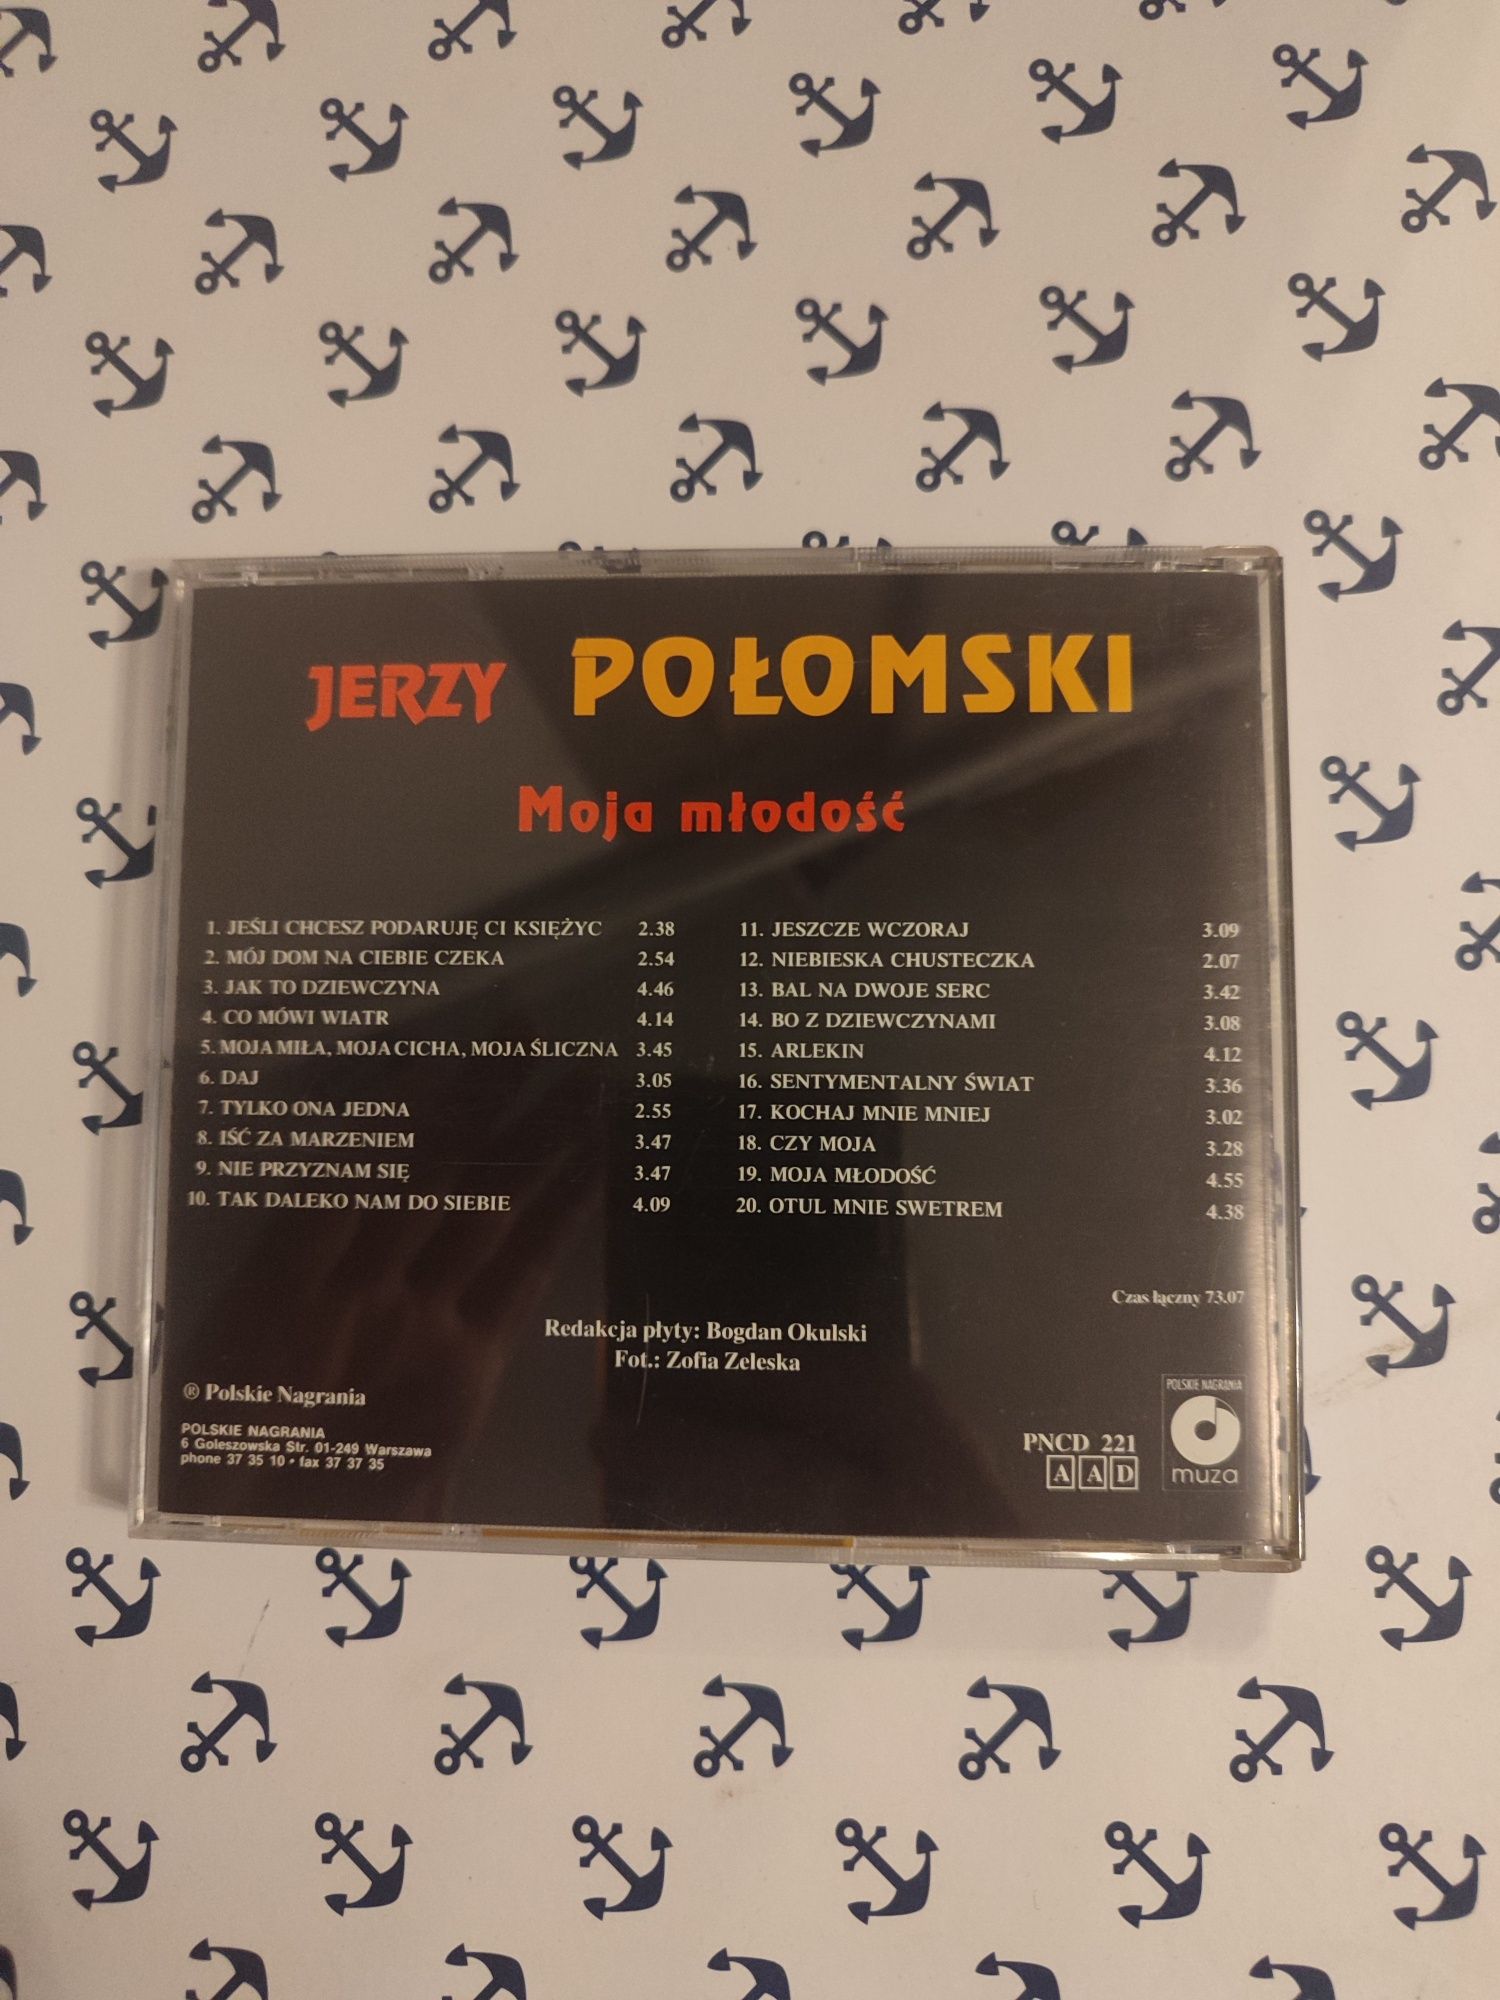 JERZY POŁOMSKI
Moja młodość
1. JEŚLI CHCESZ PODARUJĘ CI KSIĘŻYC 2.38
2. MÓJ DOM NA CIEBIE CZEKA 2.54
3. JAK TO DZIEWCZYNA 4.46
4. CO MÓWI WIATR 4.14
5. MOJA MIŁA, MOJA CICHA, MOJA ŚLICZNA 3.45
6. DAJ 3.05
7. TYLKO ONA JEDNA 2.55
8. IŚĆ ZA MARZENIEM 3.47
9. NIE PRZYZNAM SIĘ 3.47
10. TAK DALEKO NAM DO SIEBIE 4.09
11. JESZCZE WCZORAJ 3.09
12. NIEBIESKA CHUSTECZKA 2.07
13. BAL NA DWOJE SERC 3.42
14. BO Z DZIEWCZYNAMI 3.08
15. ARLEKIN 4.12
16. SENTYMENTALNY ŚWIAT 3.36
17. KOCHAJ MNIE MNIEJ 3.02
18. CZY MOJA 3.28
19. MOJA MŁODOŚĆ 4.55
20. OTUL MNIE SWETREM 4.38
Czas łączny 73.07
Redakcja płyty: Bogdan Okulski
Fot.: Zofia Zeleska
® Polskie Nagrania
POLSKIE NAGRANIA
6 Goleszowska Str. 01-249 Warszawa
phone 37 35 10 • fax 37 37 35
PNCD 221
A A D
POLSKIE NAGRANIA
muza